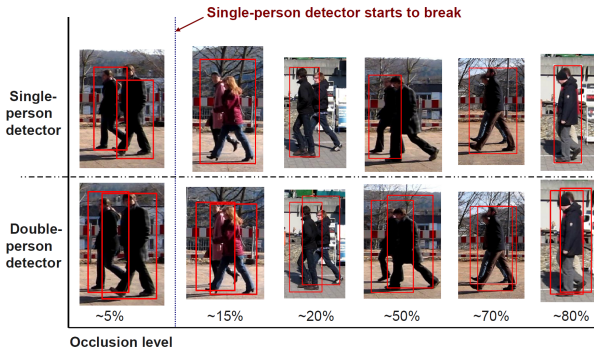 Single-person detector starts to break
Single-
person
detector
Double-
person
detector
~5%
~15%
~20%
~50%
~70%
~80%
Occlusion level